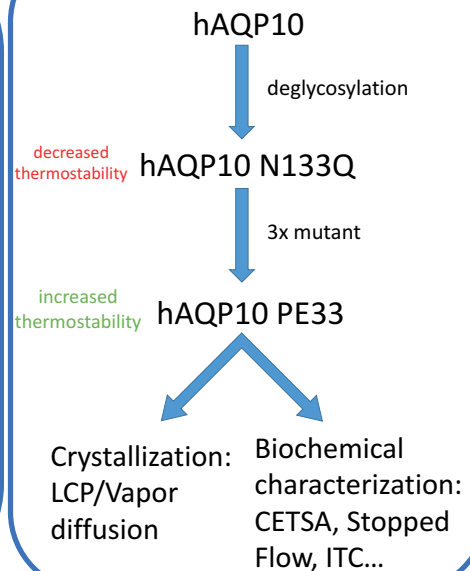 hAQP10
deglycosylation
decreased
thermostability
hAQP10 N133Q
3x mutant
increased
thermostability
hAQP10 PE33
Crystallization:
LCP/Vapor
diffusion
Biochemical
characterization:
CETSA, Stopped
Flow, ITC...